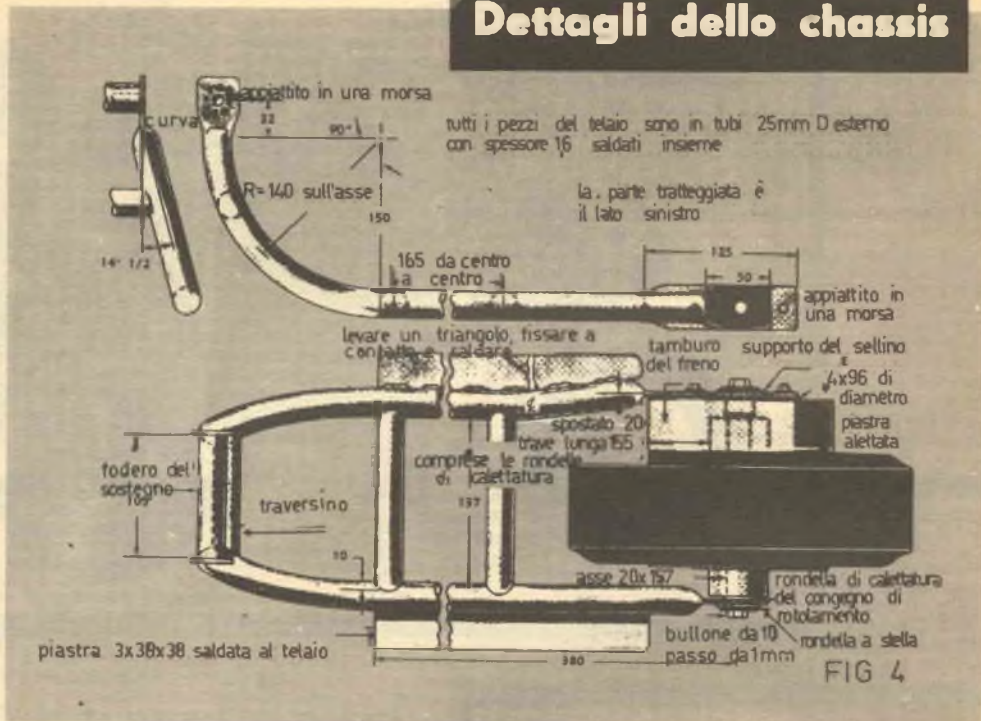 Dettagli dello chassis
appiattito in una morsa
curva
32
90°
tutti i pezzi del telaio sono in tubi 25mm D esterno
con spessore 1,6 saldati insieme
R=140 sull'asse
la. parte tratteggiata è
il lato sinistro
150
14° 1/2
125
50
165 da centro
a centro
appiattito in
una morsa
levare un triangolo, fissare a
contatto e saldare
tamburo
del freno
supporto del sellino
4x96 di
diametro
spostato 20
trave lunga 155
piastra
alettata
comprese le rondelle
di calettatura
fodero del
sostegno
109
traversino
137
10
asse 20x157
rondella di calettatura
del congegno di
rotolamento
bullone da 10
passo da 1mm
rondella a stella
piastra 3x38x38 saldata al telaio
380
FIG 4